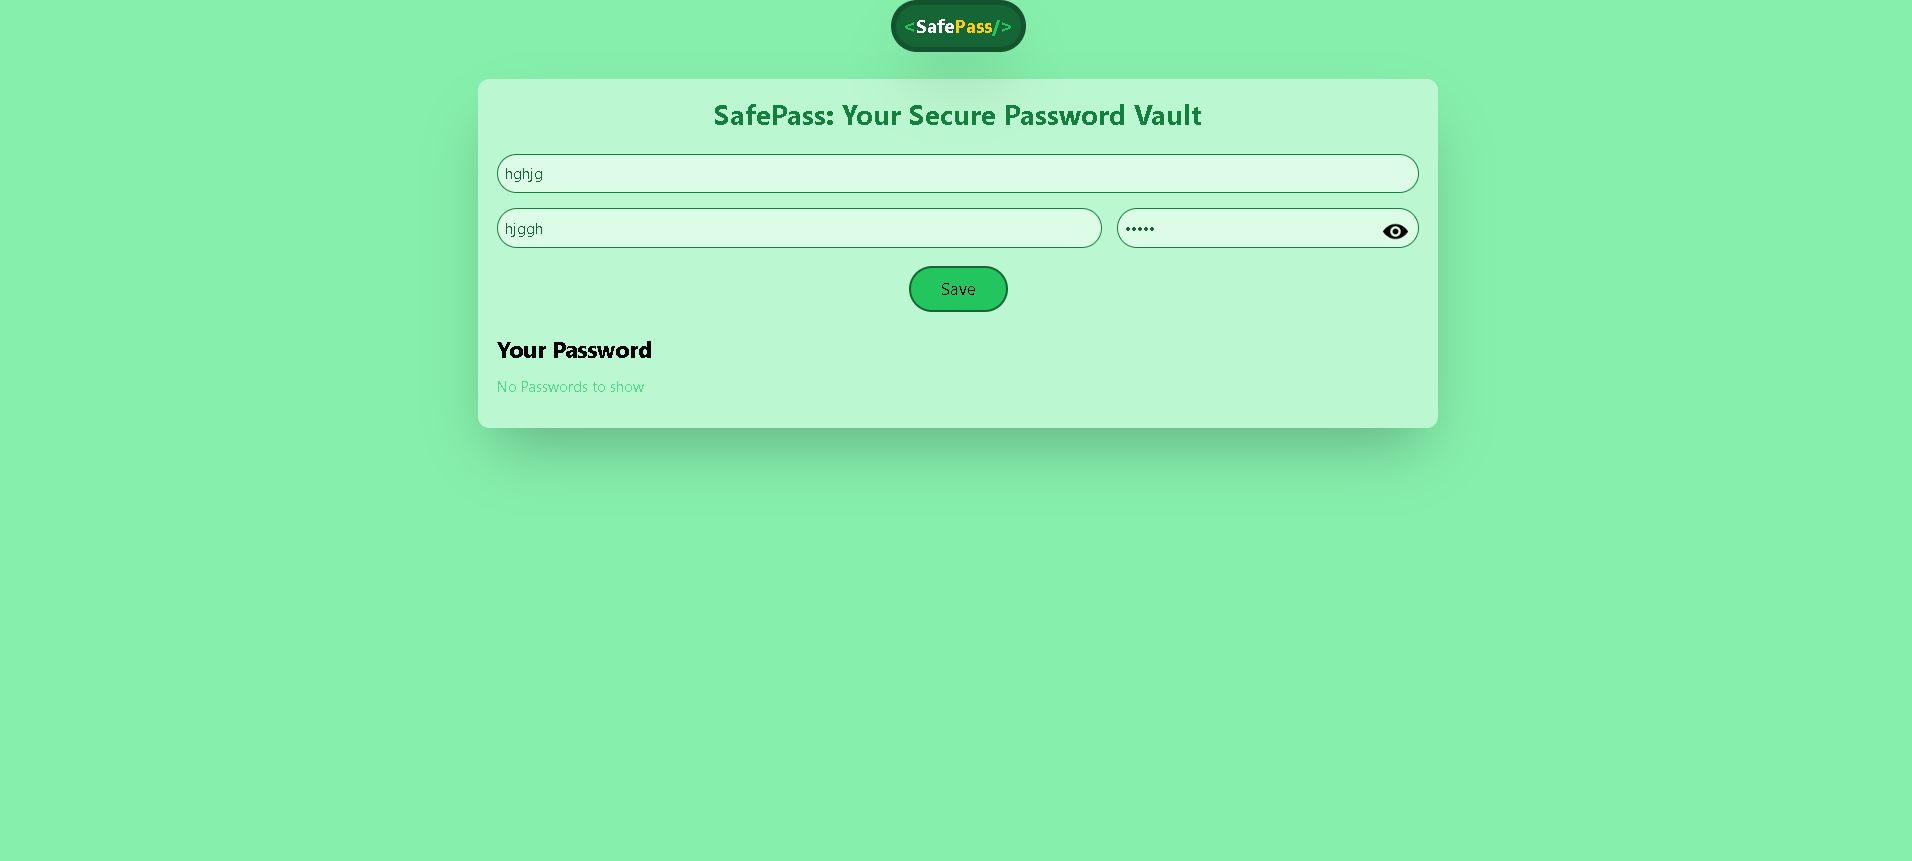 <SafePass/>
SafePass: Your Secure Password Vault
hghjg
hjggh
•••••
Save
Your Password
No Passwords to show